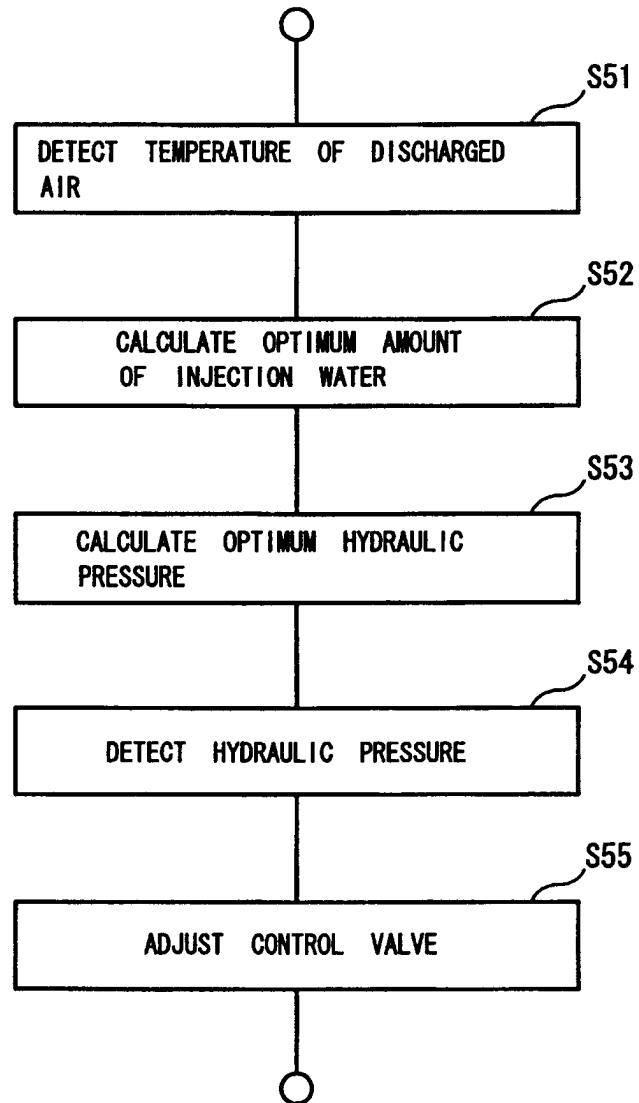 S51
DETECT TEMPERATURE OF DISCHARGED
AIR
S52
CALCULATE OPTIMUM AMOUNT
OF INJECTION WATER
S53
CALCULATE OPTIMUM HYDRAULIC
PRESSURE
S54
DETECT HYDRAULIC PRESSURE
S55
ADJUST CONTROL VALVE